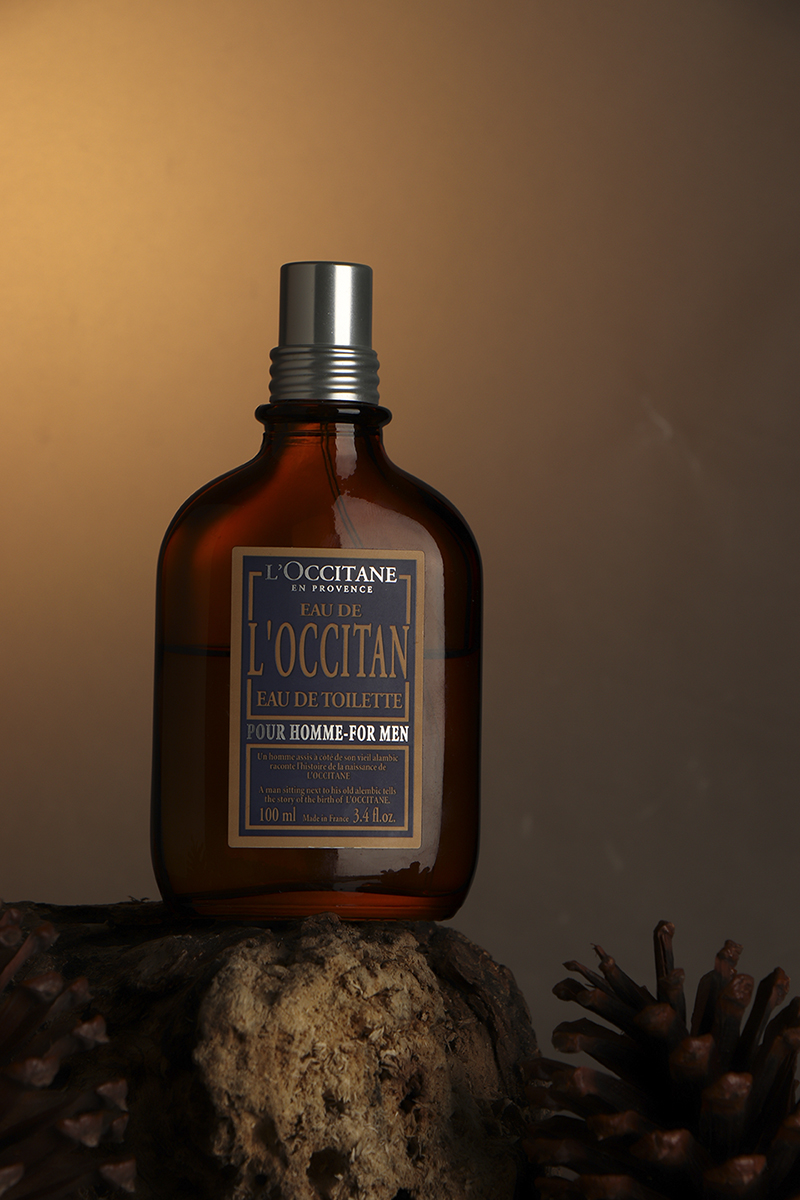 L'OCCITANE
EN PROVENCE
EAU DE
L'OCCITAN
EAU DE TOILETTE
POUR HOMME-FOR MEN
Un homme assis à côté de son vieil alambic
raconte l'histoire de la naissance de
L'OCCITANE
A man sitting next to his old alembic tells
the story of the birth of L'OCCITANE.
100 ml Made in France 3.4 fl.oz.